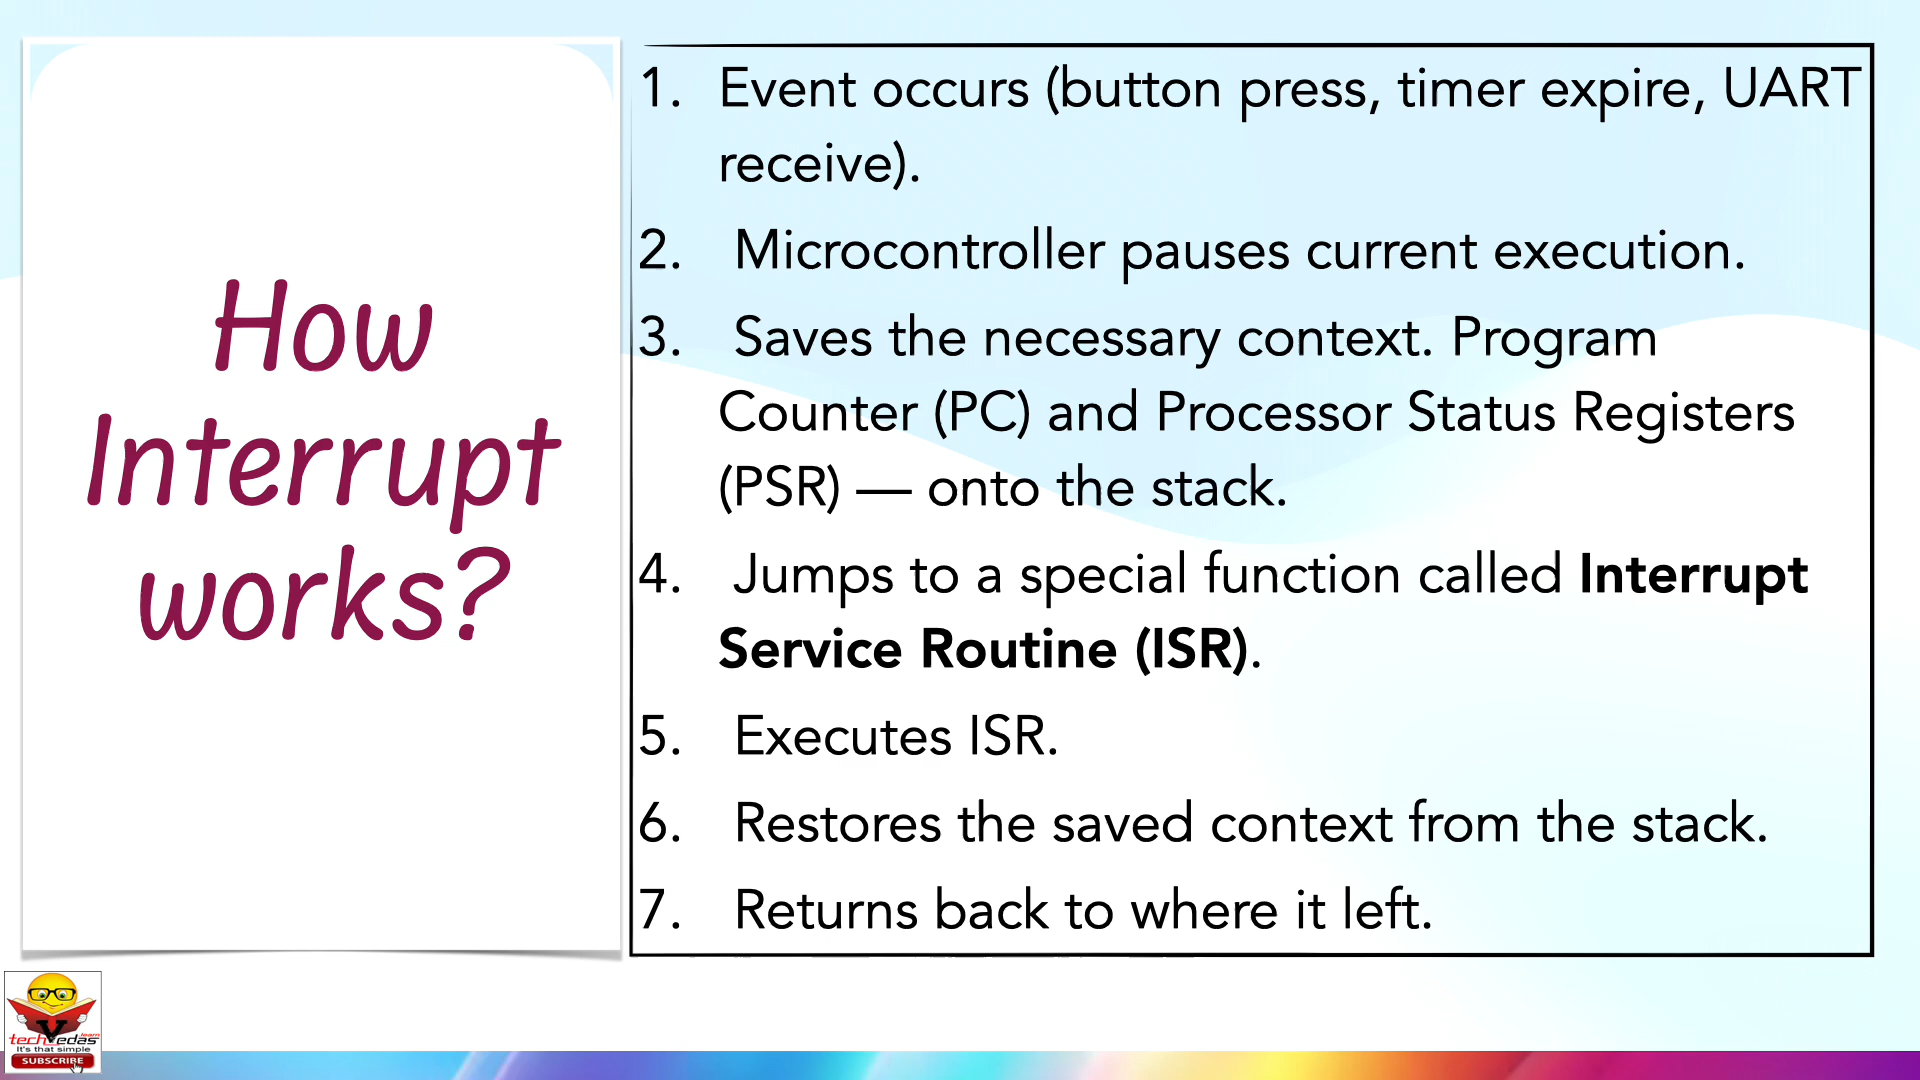 How
Interrupt
works?
1. Event occurs (button press, timer expire, UART
receive).
2. Microcontroller pauses current execution.
3. Saves the necessary context. Program
Counter (PC) and Processor Status Registers
(PSR) — onto the stack.
4. Jumps to a special function called Interrupt
Service Routine (ISR).
5. Executes ISR.
6. Restores the saved context from the stack.
7. Returns back to where it left.
learn
techVedas
It's that simple
SUBSCRIBE